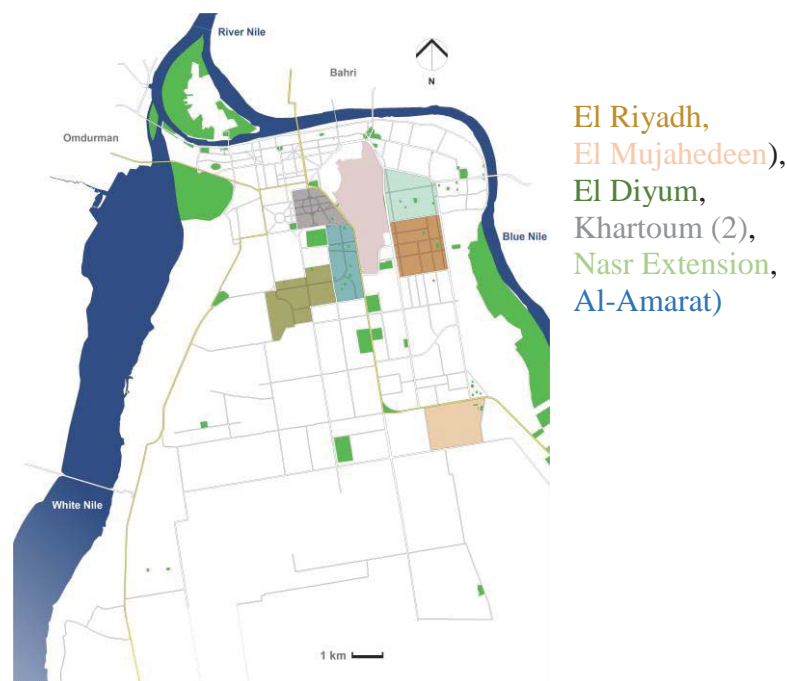 River Nile
Bahri
N
Omdurman
Blue Nile
White Nile
1 km
El Riyadh,
El Mujahedeen),
El Diyum,
Khartoum (2),
Nasr Extension,
Al-Amarat)